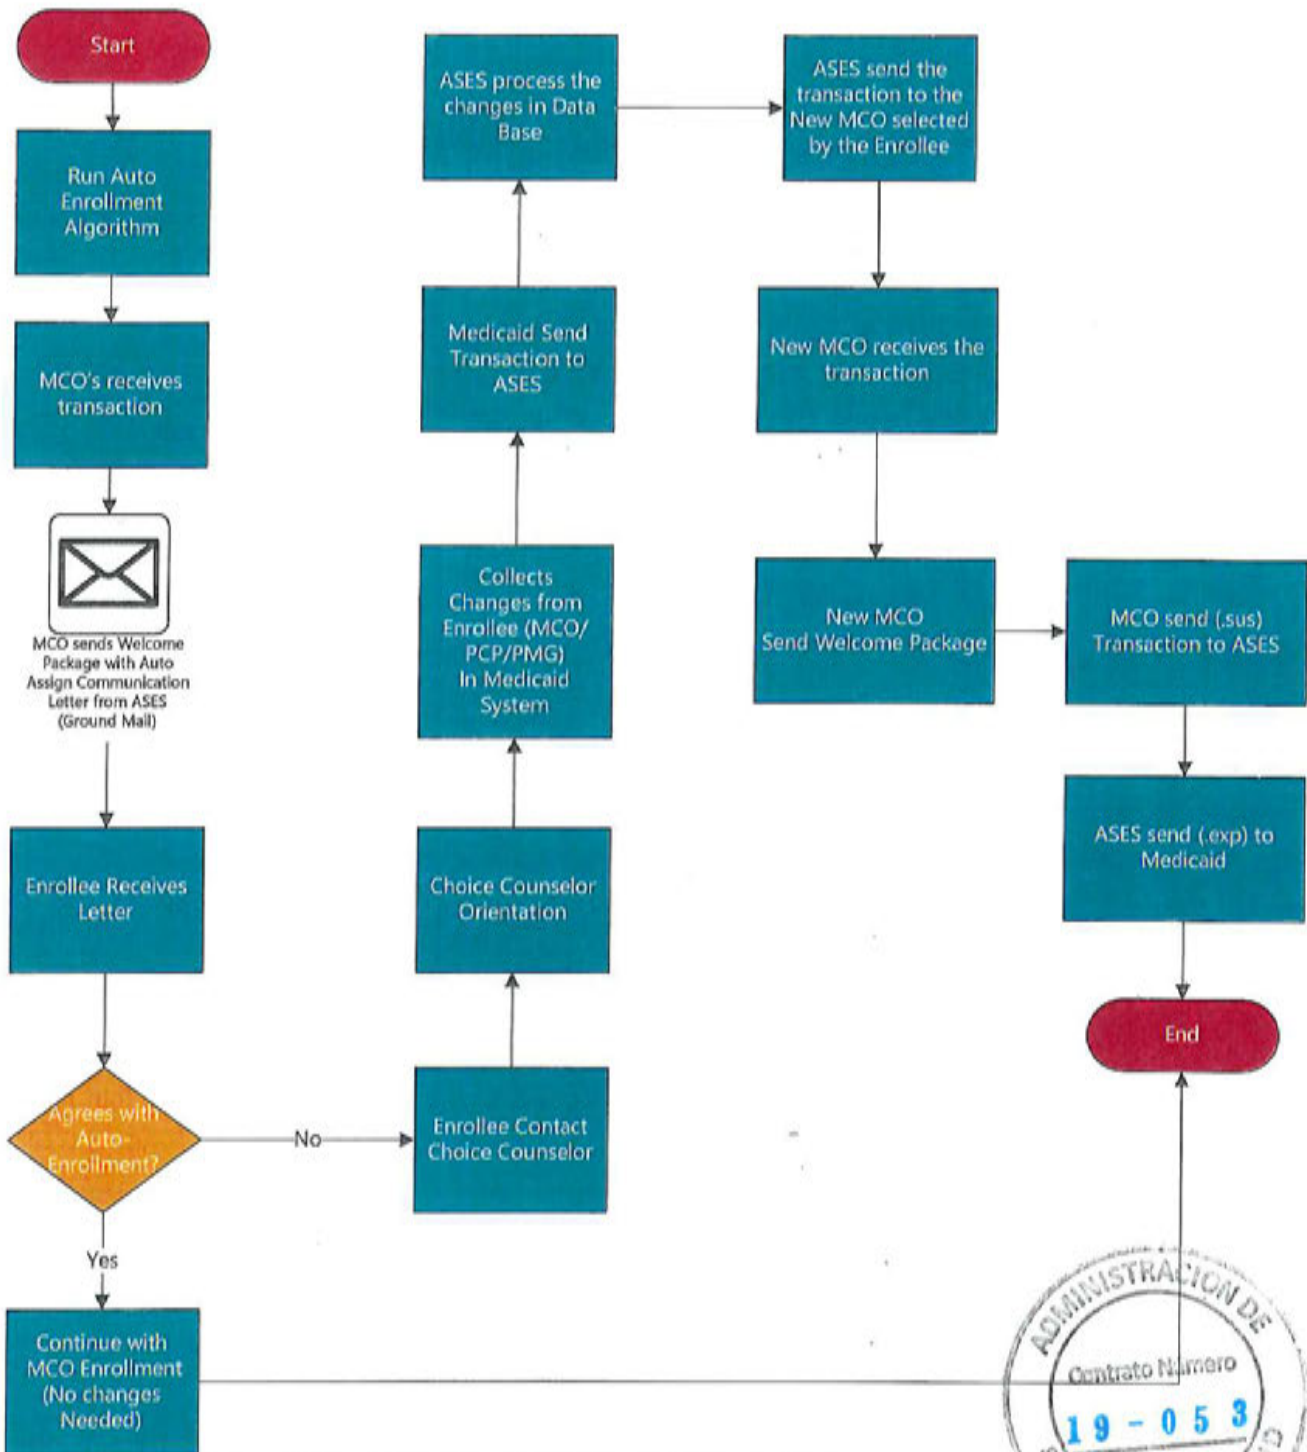 Start
Run Auto
Enrollment
Algorithm
MCO's receives
transaction
MCO sends Welcome
Package with Auto
Assign Communication
Letter from ASES
(Ground Mail)
Enrollee Receives
Letter
Agrees with
Auto-
Enrollment?
No
Yes
Continue with
MCO Enrollment
(No changes
Needed)
Enrollee Contact
Choice Counselor
Choice Counselor
Orientation
Collects
Changes from
Enrollee (MCO/
PCP/PMG)
In Medicaid
System
Medicaid Send
Transaction to
ASES
ASES process the
changes in Data
Base
ASES send the
transaction to the
New MCO selected
by the Enrollee
New MCO receives the
transaction
New MCO
Send Welcome Package
MCO send (.sus)
Transaction to ASES
ASES send (.exp) to
Medicaid
End
ADMINISTRACION DE
Contrato Número
19-053